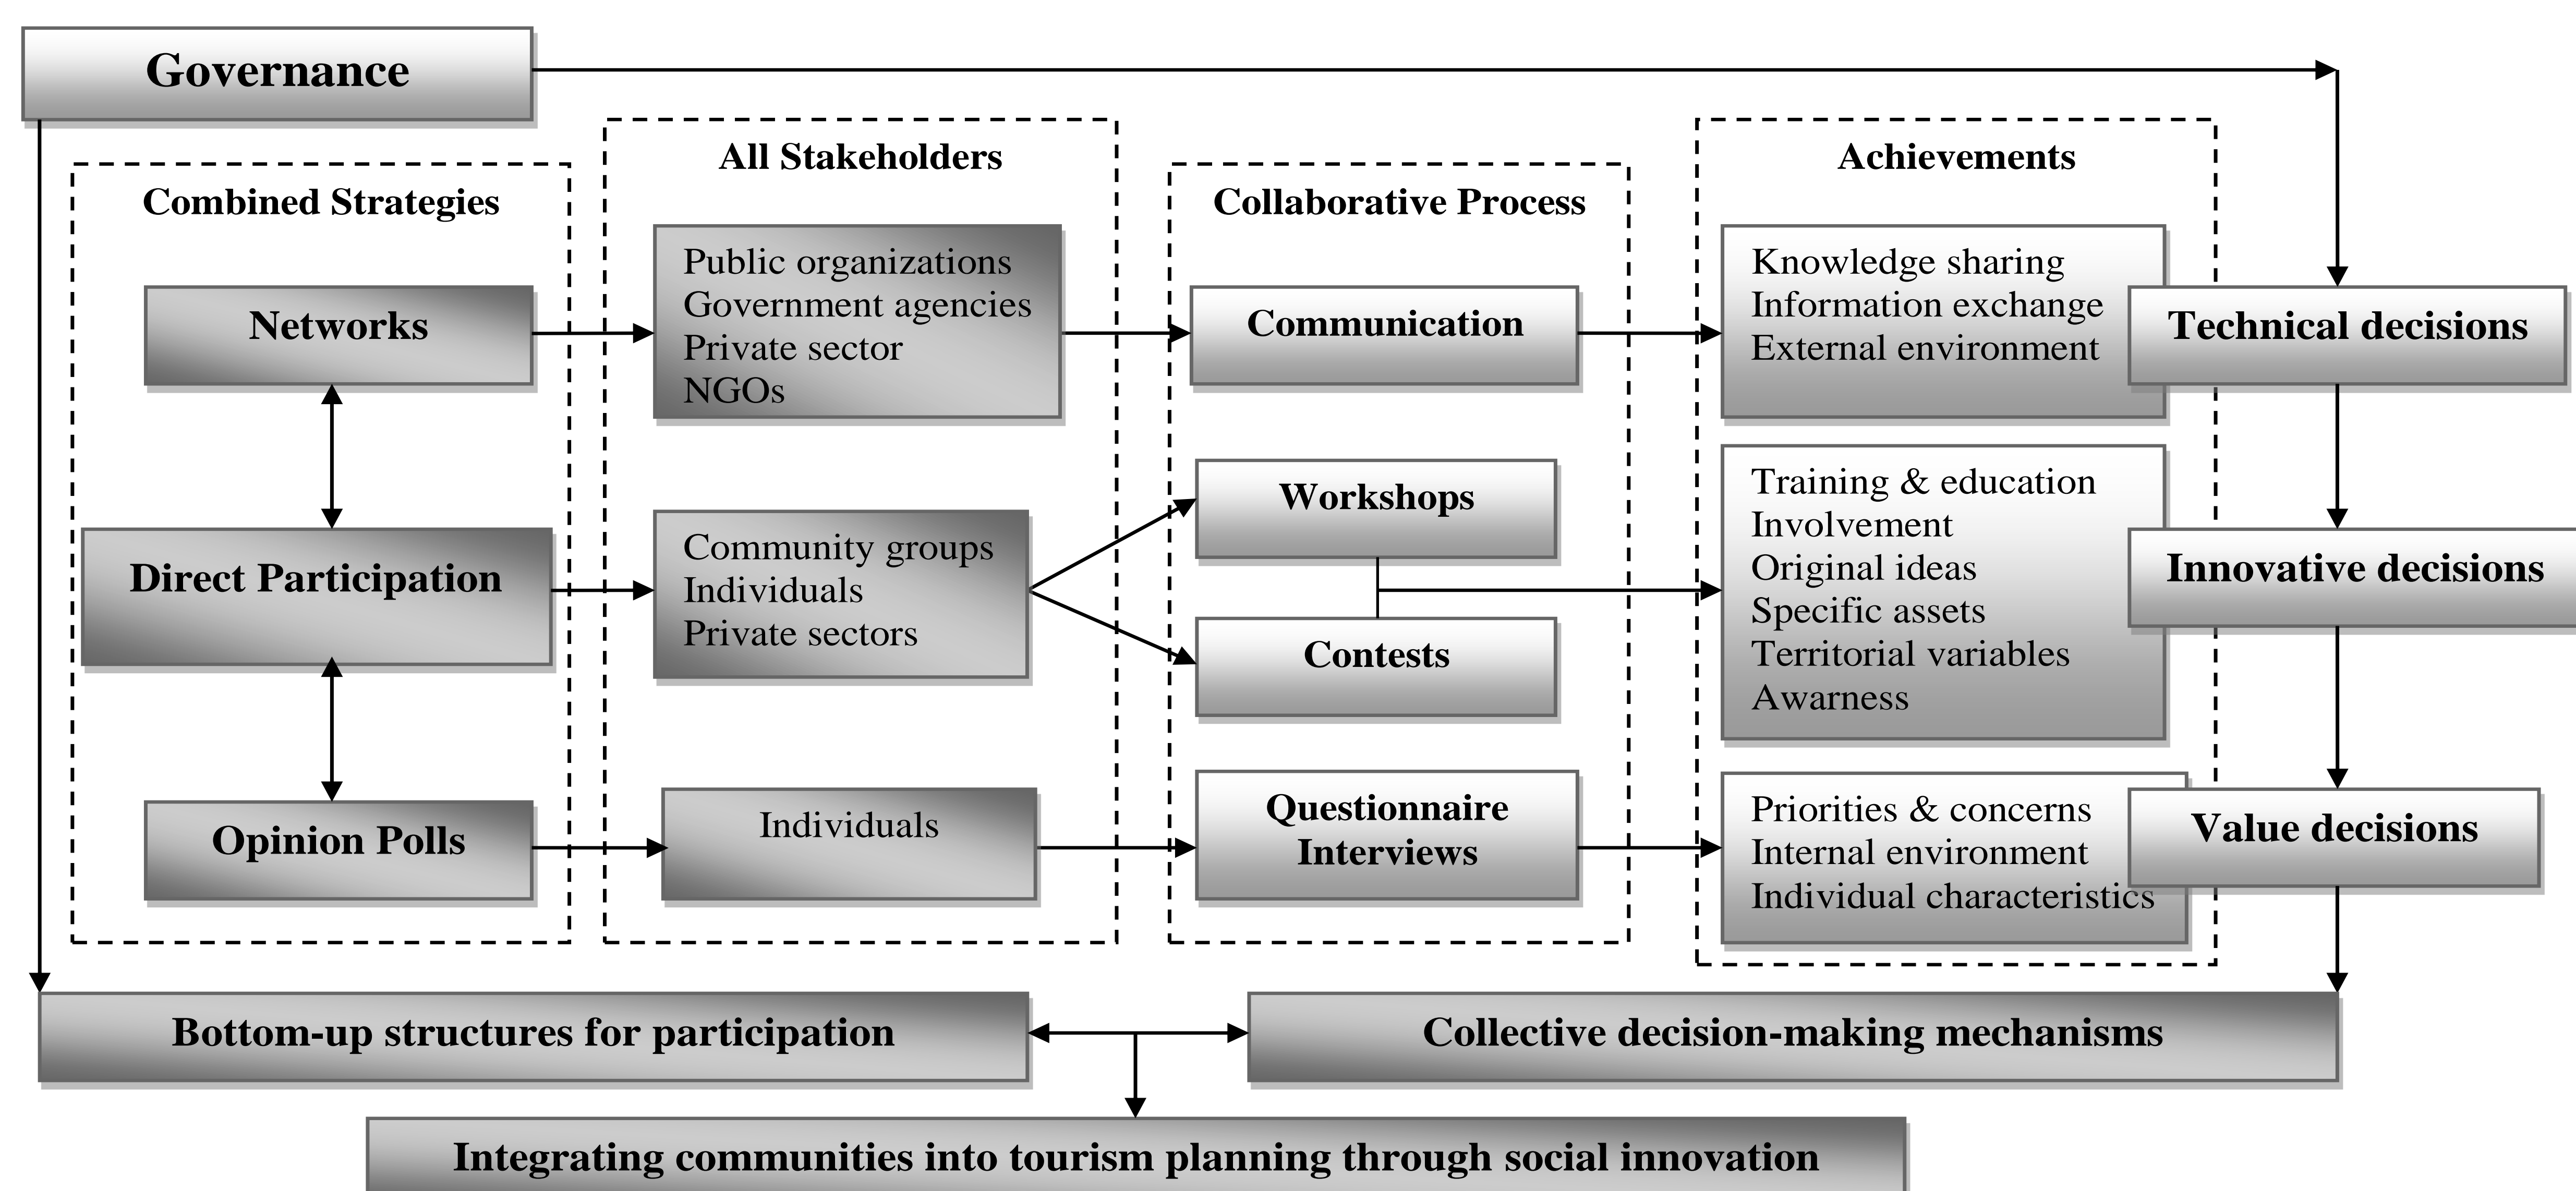 Governance
Combined Strategies
Networks
Direct Participation
Opinion Polls
All Stakeholders
Public organizations
Government agencies
Private sector
NGOs
Community groups
Individuals
Private sectors
Individuals
Collaborative Process
Communication
Workshops
Contests
Questionnaire
Interviews
Achievements
Knowledge sharing
Information exchange
External environment
Training & education
Involvement
Original ideas
Specific assets
Territorial variables
Awarness
Priorities & concerns
Internal environment
Individual characteristics
Technical decisions
Innovative decisions
Value decisions
Bottom-up structures for participation
Collective decision-making mechanisms
Integrating communities into tourism planning through social innovation